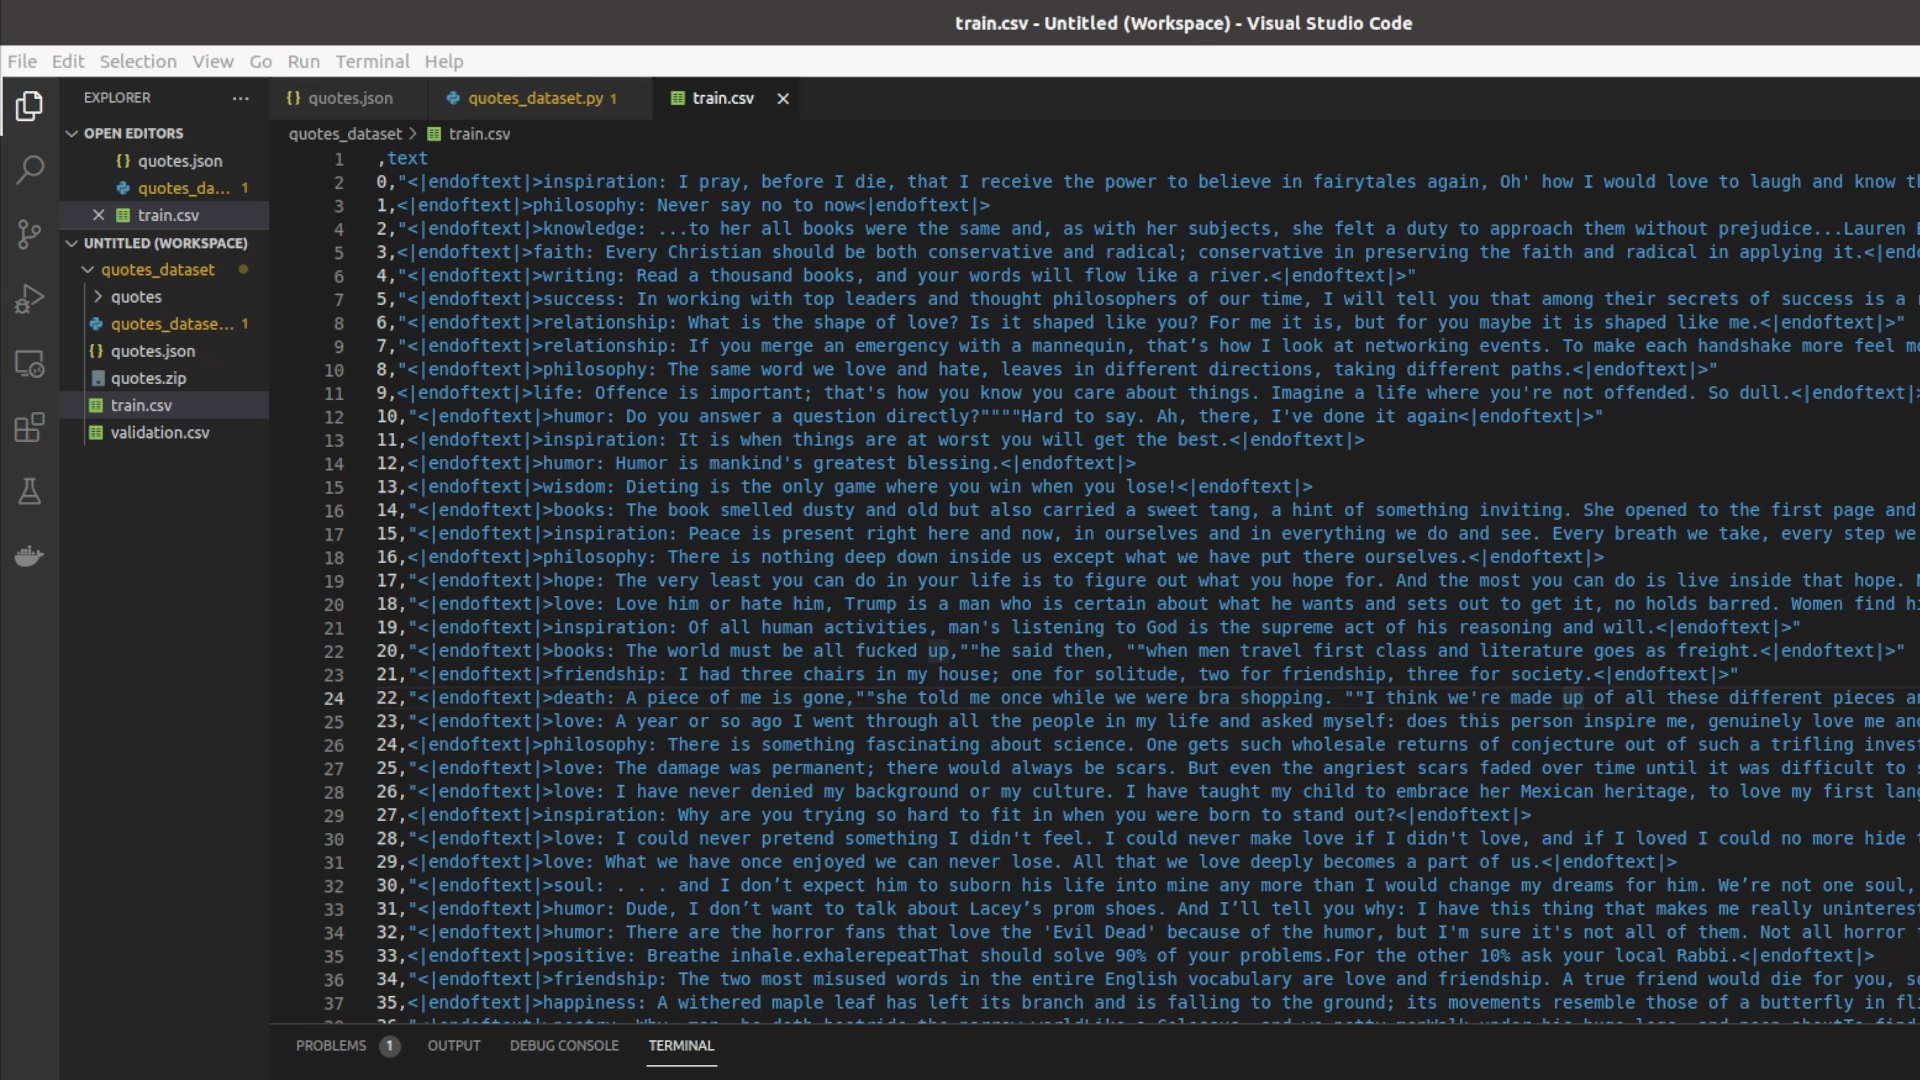 train.csv - Untitled (Workspace) - Visual Studio Code
File Edit Selection View Go Run Terminal Help
EXPLORER ...
OPEN EDITORS
{} quotes.json
quotes_da... 1
train.csv
UNTITLED (WORKSPACE)
quotes_dataset
quotes
quotes_datase... 1
{} quotes.json
quotes.zip
train.csv
validation.csv
{} quotes.json quotes_dataset.py 1 train.csv
quotes_dataset > train.csv
1 ,text
2 0,"<|endoftext|>inspiration: I pray, before I die, that I receive the power to believe in fairytales again, Oh' how I would love to laugh and know
3 1,<|endoftext|>philosophy: Never say no to now<|endoftext|>
4 2,"<|endoftext|>knowledge: ...to her all books were the same and, as with her subjects, she felt a duty to approach them without prejudice...Lauren
5 3,<|endoftext|>faith: Every Christian should be both conservative and radical; conservative in preserving the faith and radical in applying it.<|end
6 4,"<|endoftext|>writing: Read a thousand books, and your words will flow like a river.<|endoftext|>"
7 5,"<|endoftext|>success: In working with top leaders and thought philosophers of our time, I will tell you that among their secrets of success is a
8 6,"<|endoftext|>relationship: What is the shape of love? Is it shaped like you? For me it is, but for you maybe it is shaped like me.<|endoftext|>"
9 7,"<|endoftext|>relationship: If you merge an emergency with a mannequin, that’s how I look at networking events. To make each handshake more feel
10 8,"<|endoftext|>philosophy: The same word we love and hate, leaves in different directions, taking different paths.<|endoftext|>"
11 9,<|endoftext|>life: Offence is important; that's how you know you care about things. Imagine a life where you're not offended. So dull.<|endoftext|>
12 10,"<|endoftext|>humor: Do you answer a question directly?""""Hard to say. Ah, there, I've done it again<|endoftext|>"
13 11,<|endoftext|>inspiration: It is when things are at worst you will get the best.<|endoftext|>
14 12,<|endoftext|>humor: Humor is mankind's greatest blessing.<|endoftext|>
15 13,<|endoftext|>wisdom: Dieting is the only game where you win when you lose!<|endoftext|>
16 14,"<|endoftext|>books: The book smelled dusty and old but also carried a sweet tang, a hint of something inviting. She opened to the first page and
17 15,"<|endoftext|>inspiration: Peace is present right here and now, in ourselves and in everything we do and see. Every breath we take, every step we
18 16,<|endoftext|>philosophy: There is nothing deep down inside us except what we have put there ourselves.<|endoftext|>
19 17,"<|endoftext|>hope: The very least you can do in your life is to figure out what you hope for. And the most you can do is live inside that hope.
20 18,"<|endoftext|>love: Love him or hate him, Trump is a man who is certain about what he wants and sets out to get it, no holds barred. Women find
21 19,"<|endoftext|>inspiration: Of all human activities, man's listening to God is the supreme act of his reasoning and will.<|endoftext|>"
22 20,"<|endoftext|>books: The world must be all fucked up,""he said then, ""when men travel first class and literature goes as freight.<|endoftext|>"
23 21,"<|endoftext|>friendship: I had three chairs in my house; one for solitude, two for friendship, three for society.<|endoftext|>"
24 22,"<|endoftext|>death: A piece of me is gone,""she told me once while we were bra shopping. ""I think we're made up of all these different pieces
25 23,"<|endoftext|>love: A year or so ago I went through all the people in my life and asked myself: does this person inspire me, genuinely love me
26 24,"<|endoftext|>philosophy: There is something fascinating about science. One gets such wholesale returns of conjecture out of such a trifling
27 25,"<|endoftext|>love: The damage was permanent; there would always be scars. But even the angriest scars faded over time until it was difficult to
28 26,"<|endoftext|>love: I have never denied my background or my culture. I have taught my child to embrace her Mexican heritage, to love my first
29 27,<|endoftext|>inspiration: Why are you trying so hard to fit in when you were born to stand out?<|endoftext|>
30 28,"<|endoftext|>love: I could never pretend something I didn't feel. I could never make love if I didn't love, and if I loved I could no more hide
31 29,<|endoftext|>love: What we have once enjoyed we can never lose. All that we love deeply becomes a part of us.<|endoftext|>
32 30,"<|endoftext|>soul: . . . and I don’t expect him to suborn his life into mine any more than I would change my dreams for him. We’re not one soul,
33 31,"<|endoftext|>humor: Dude, I don’t want to talk about Lacey’s prom shoes. And I’ll tell you why: I have this thing that makes me really
34 32,"<|endoftext|>humor: There are the horror fans that love the 'Evil Dead' because of the humor, but I'm sure it's not all of them. Not all horror
35 33,<|endoftext|>positive: Breathe inhale.exhalerepeatThat should solve 90% of your problems.For the other 10% ask your local Rabbi.<|endoftext|>
36 34,"<|endoftext|>friendship: The two most misused words in the entire English vocabulary are love and friendship. A true friend would die for you,
37 35,<|endoftext|>happiness: A withered maple leaf has left its branch and is falling to the ground; its movements resemble those of a butterfly in
PROBLEMS 1 OUTPUT DEBUG CONSOLE TERMINAL